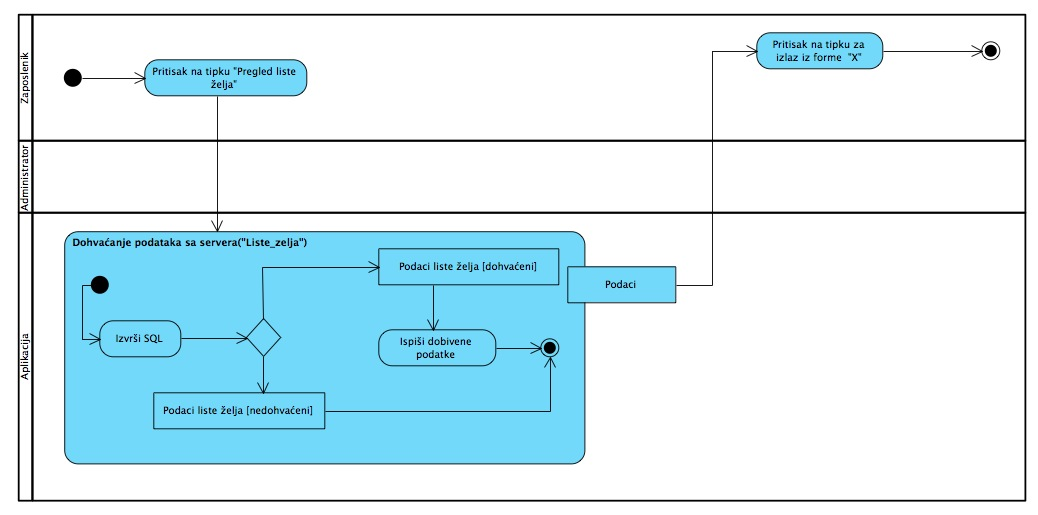 Zaposlenik
Pritisak na tipku "Pregled liste
želja"
Pritisak na tipku za
izlaz iz forme "X"
Administrator
Aplikacija
Dohvaćanje podataka sa servera("Liste_zelja")
Podaci liste želja [dohvaćeni]
Podaci
Izvrši SQL
Ispiši dobivene
podatke
Podaci liste želja [nedohvaćeni]